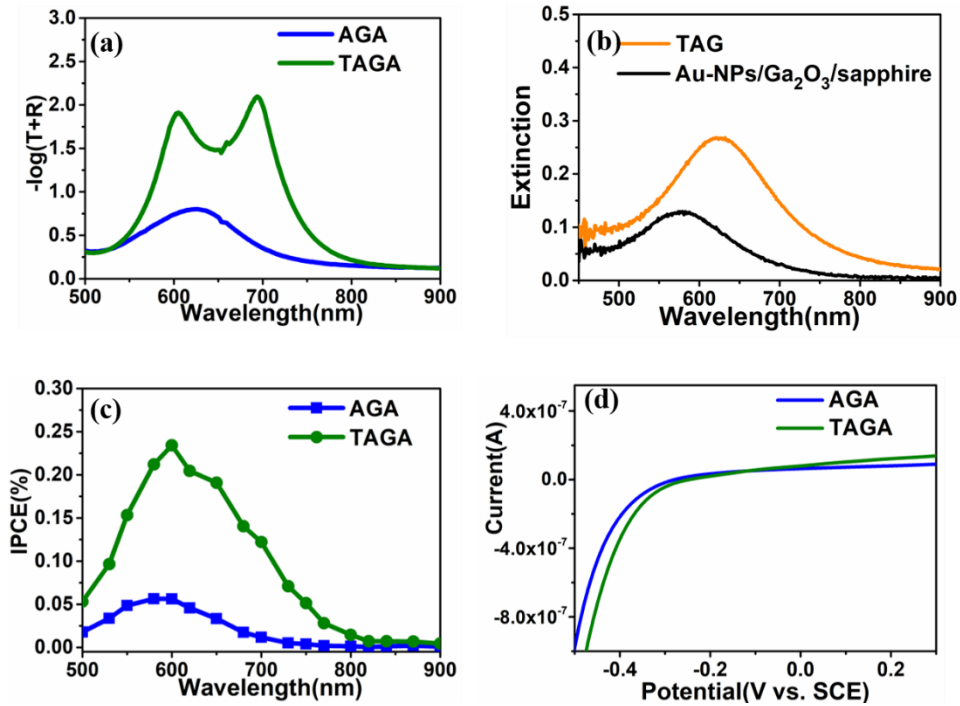 (a)
AGA
TAGA
3.0
2.5
2.0
1.5
1.0
0.5
0.0
-log(T+R)
500 600 700 800 900
Wavelength(nm)
(b)
TAG
Au-NPs/Ga₂O₃/sapphire
0.5
0.4
0.3
0.2
0.1
0.0
Extinction
500 600 700 800 900
Wavelength(nm)
(c)
AGA
TAGA
0.30
0.25
0.20
0.15
0.10
0.05
0.00
IPCE(%)
500 600 700 800 900
Wavelength(nm)
(d)
AGA
TAGA
4.0x10⁻⁷
0.0
-4.0x10⁻⁷
-8.0x10⁻⁷
Current(A)
-0.4 -0.2 0.0 0.2
Potential(V vs. SCE)